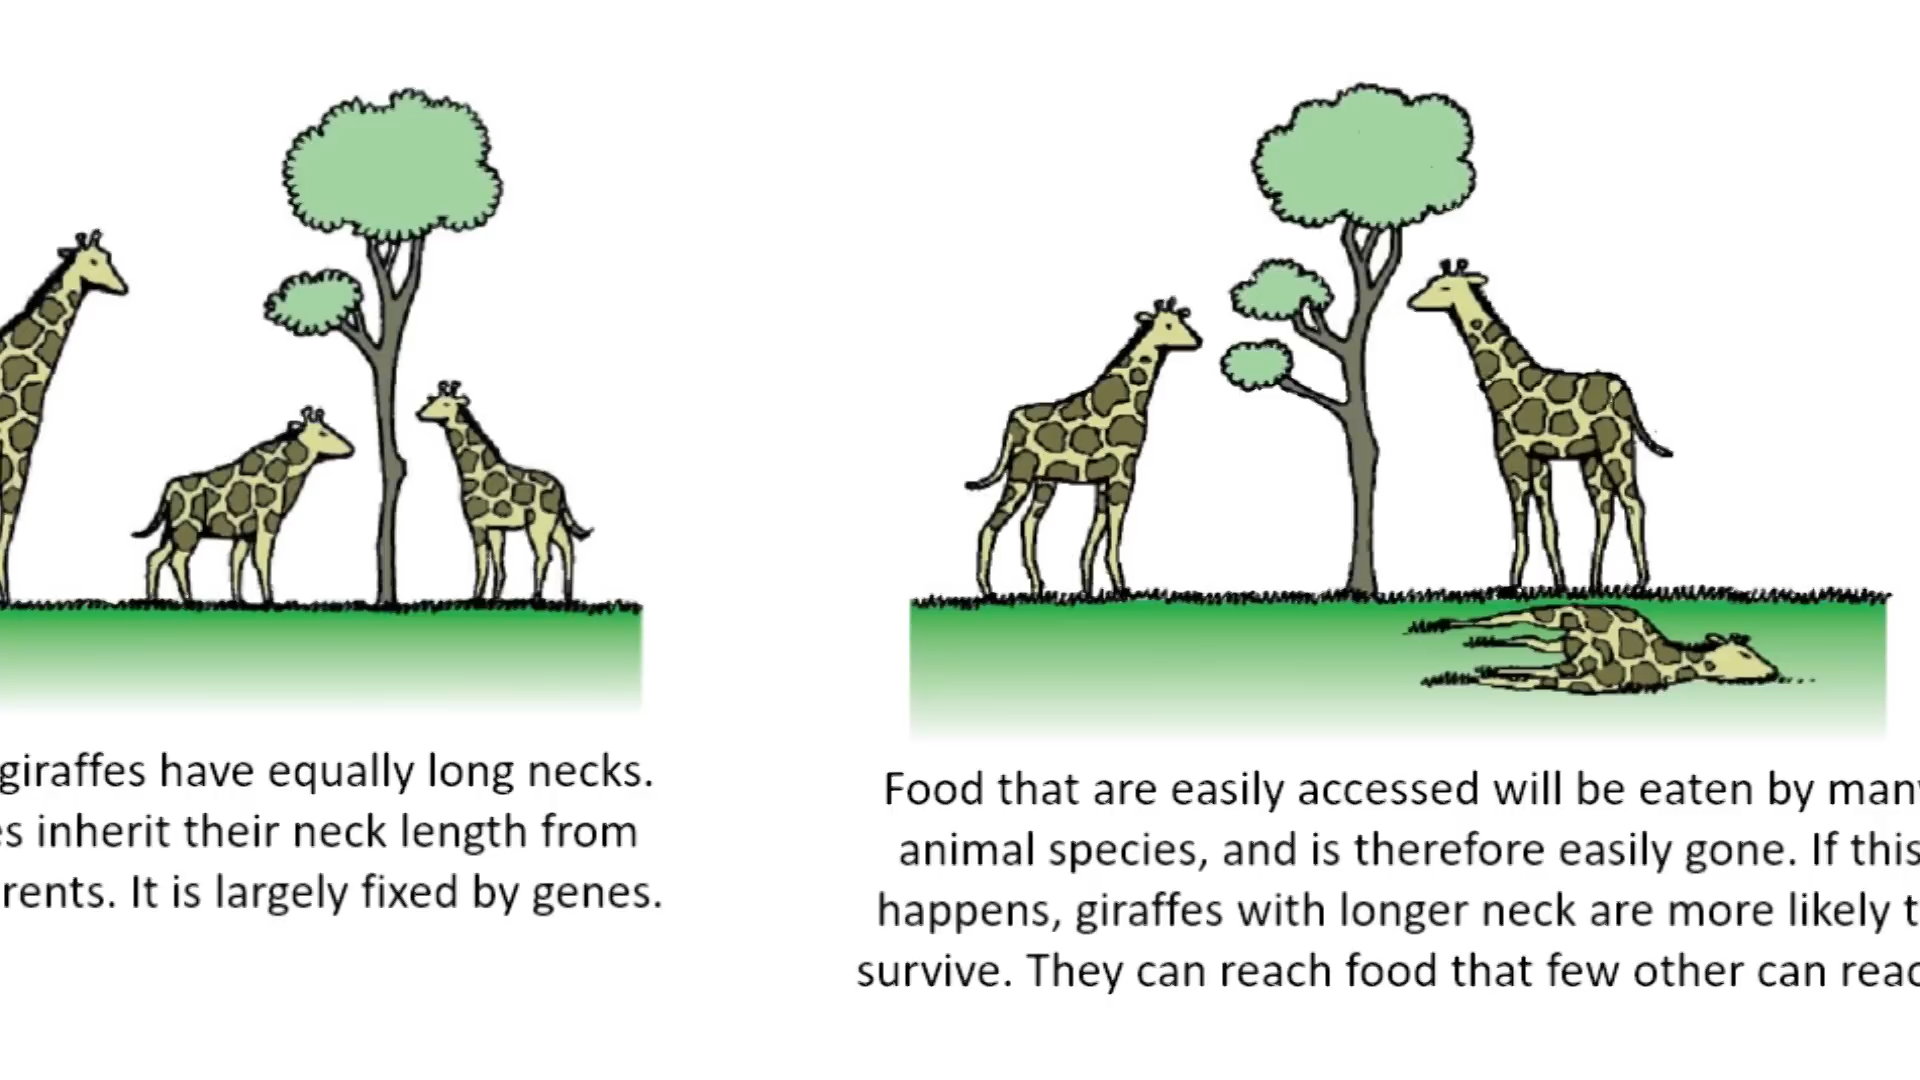 giraffes have equally long necks.
es inherit their neck length from
rents. It is largely fixed by genes.
Food that are easily accessed will be eaten by many
animal species, and is therefore easily gone. If this
happens, giraffes with longer neck are more likely t
survive. They can reach food that few other can reac